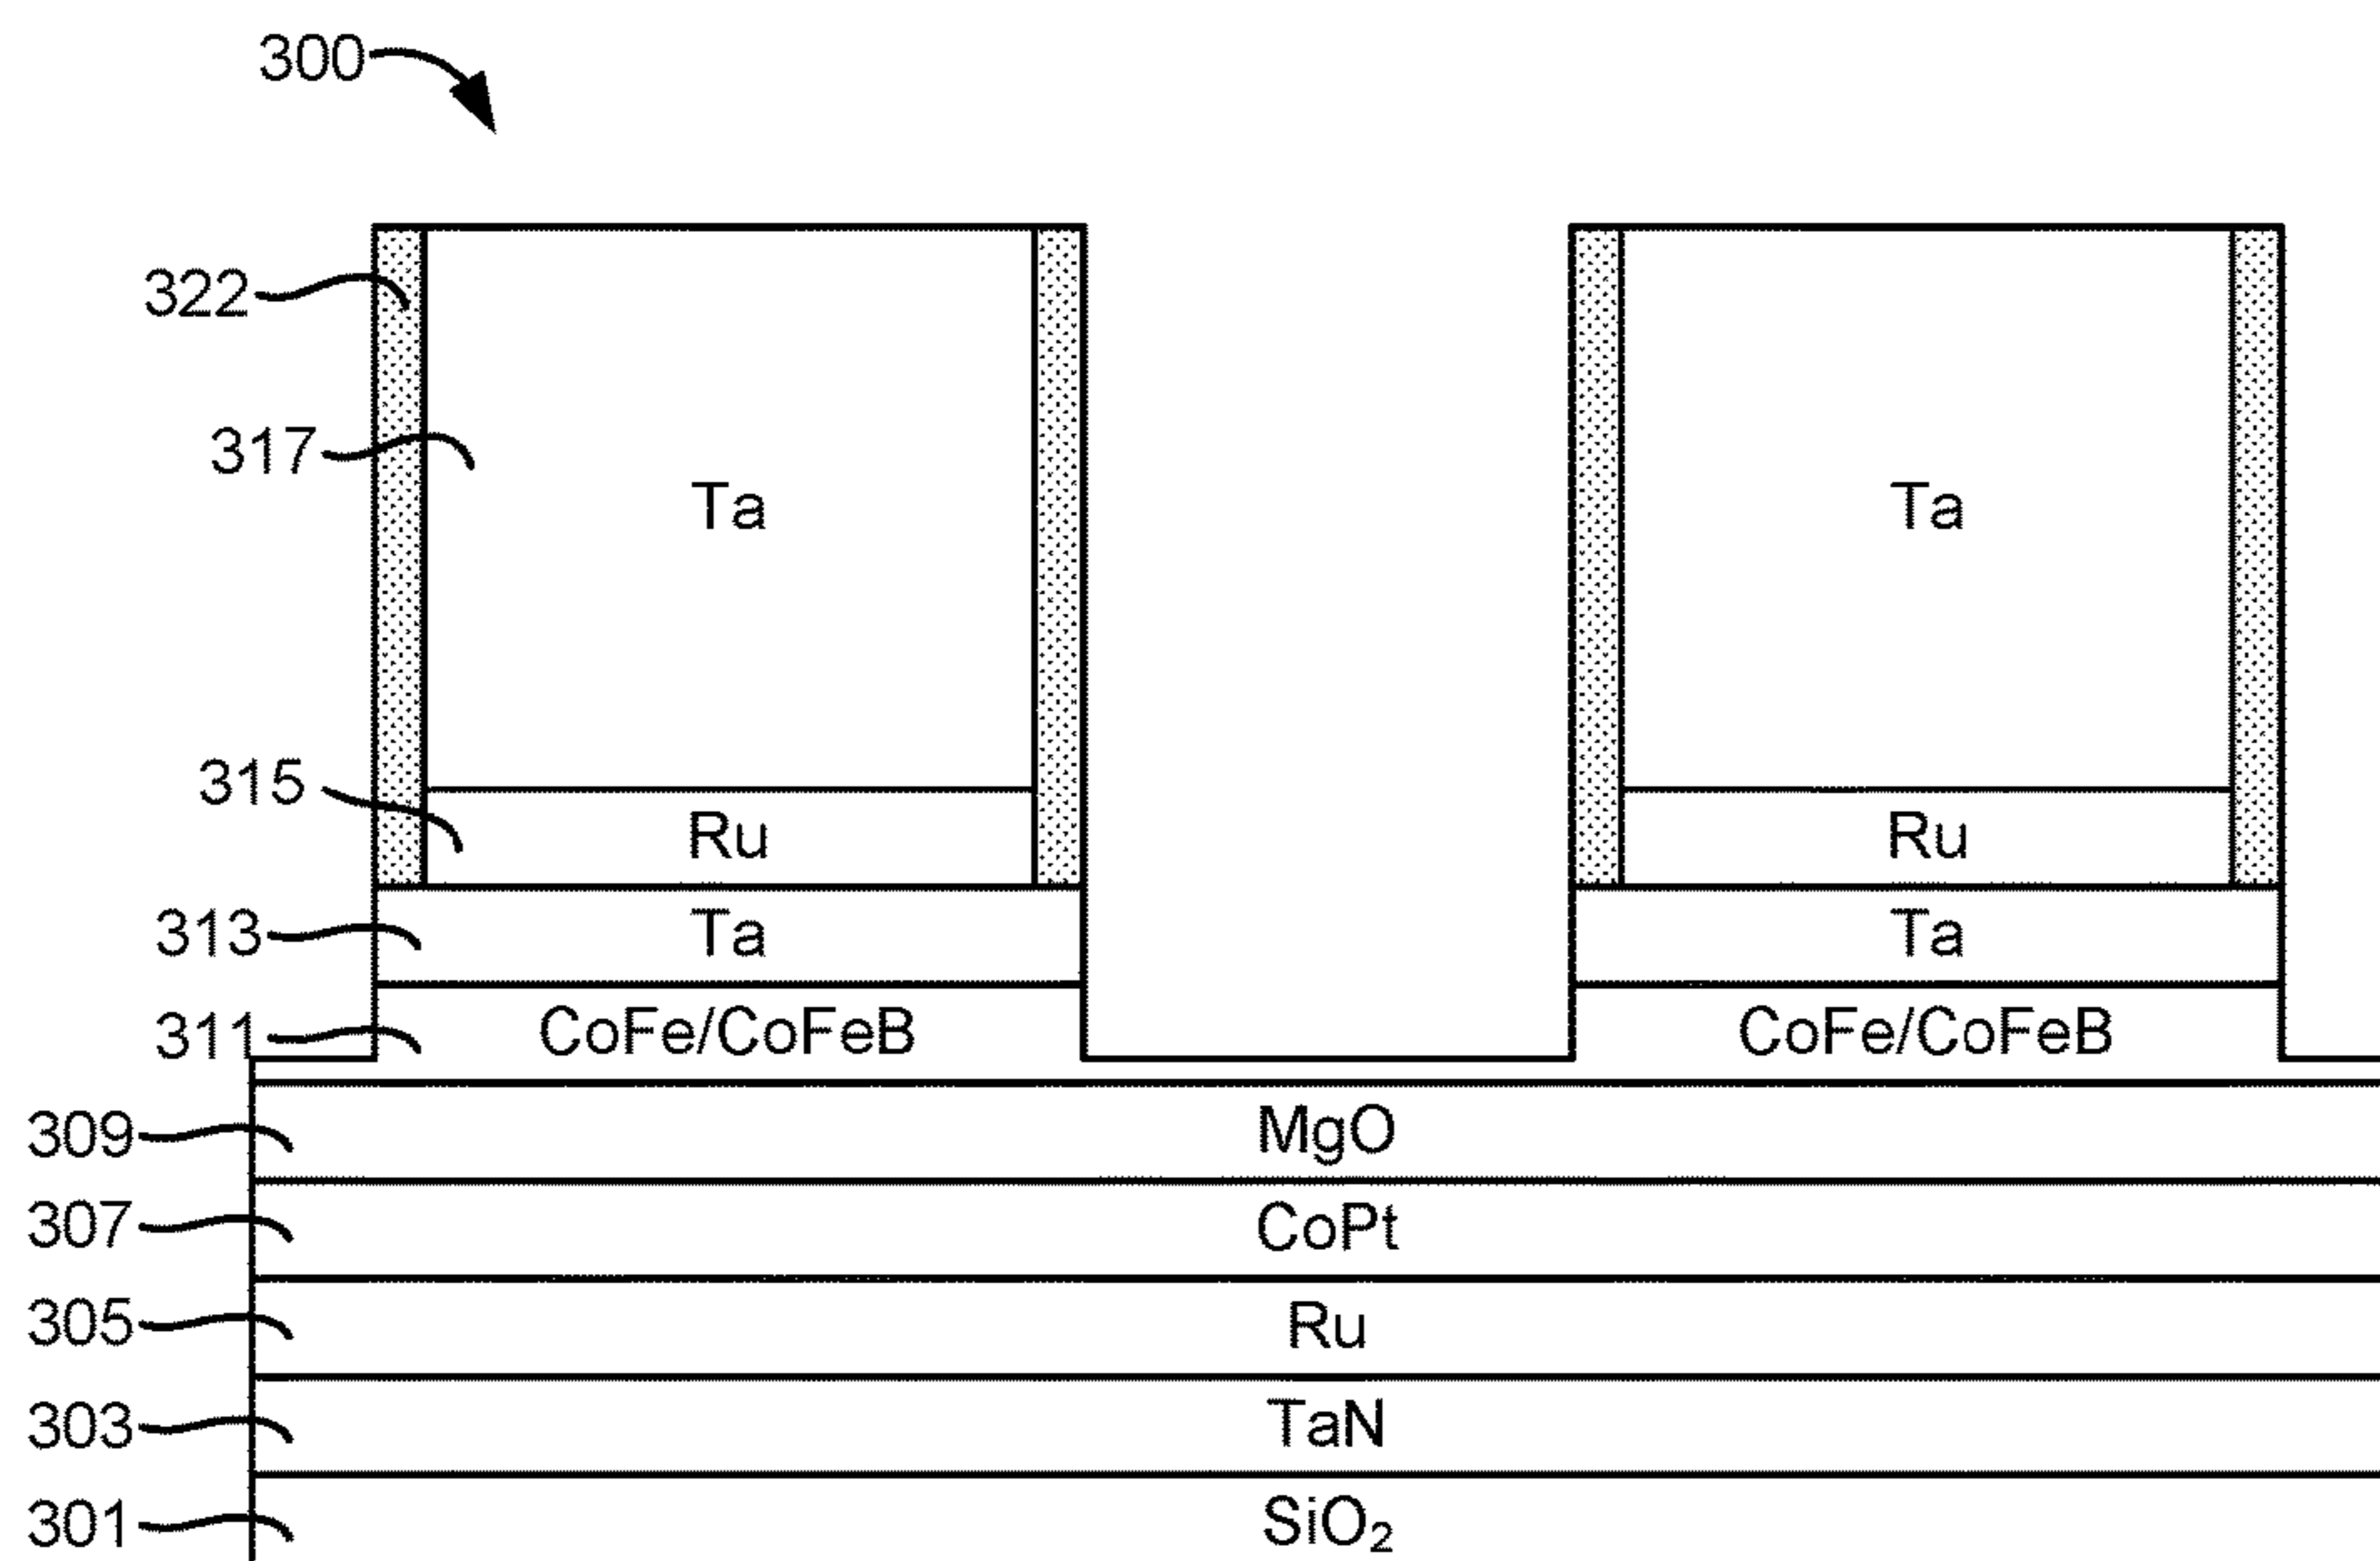 300
322
317 Ta Ta
315 Ru Ru
313 Ta Ta
311 CoFe/CoFeB CoFe/CoFeB
309 MgO
307 CoPt
305 Ru
303 TaN
301 SiO₂